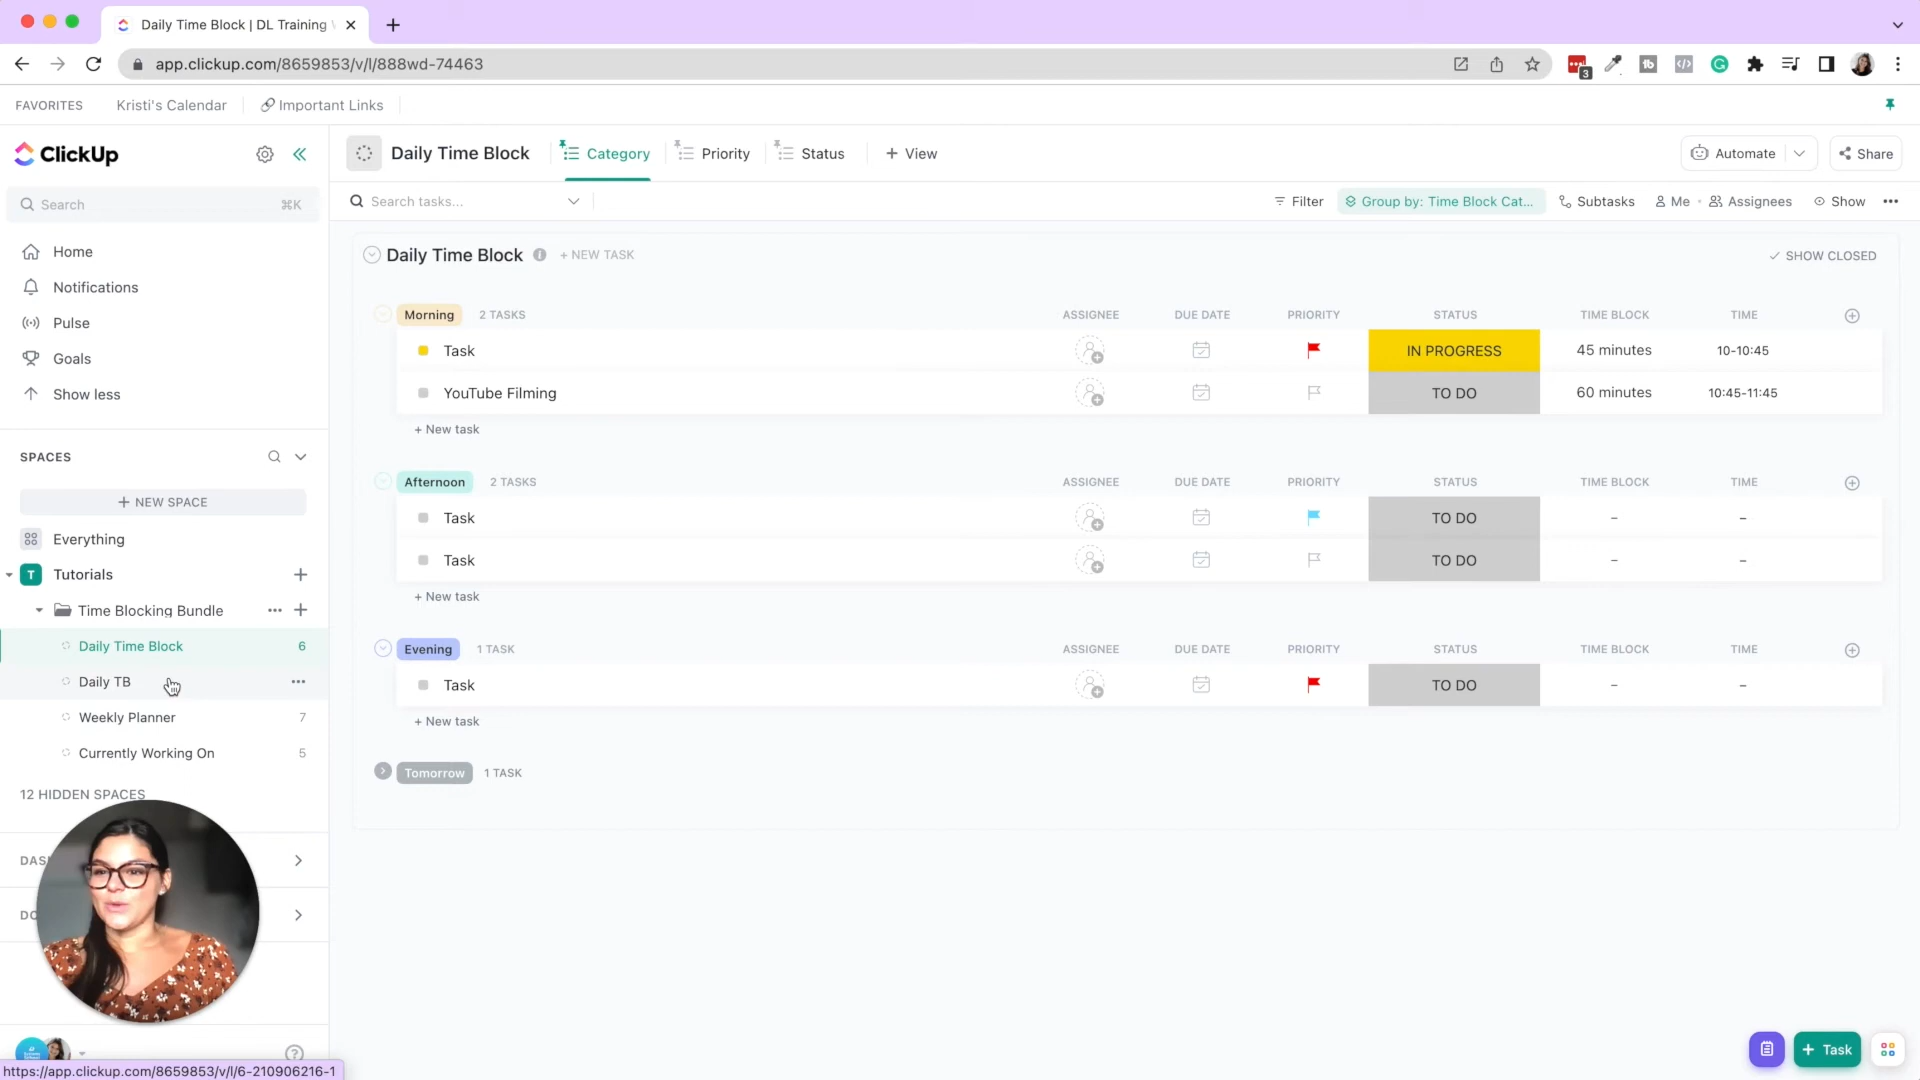 Daily Time Block | DL Training
app.clickup.com/8659853/v/l/888wd-74463
3
FAVORITES Kristi's Calendar Important Links
ClickUp
Daily Time Block Category Priority Status + View Automate Share
Search ⌘K
Search tasks... Filter Group by: Time Block Cat... Subtasks Me Assignees Show
Home
Notifications
Pulse
Goals
Show less
SPACES
+ NEW SPACE
Everything
T Tutorials
Time Blocking Bundle
Daily Time Block 6
Daily TB
Weekly Planner 7
Currently Working On 5
12 HIDDEN SPACES
Daily Time Block + NEW TASK SHOW CLOSED
Morning 2 TASKS ASSIGNEE DUE DATE PRIORITY STATUS TIME BLOCK TIME
Task IN PROGRESS 45 minutes 10-10:45
YouTube Filming TO DO 60 minutes 10:45-11:45
+ New task
Afternoon 2 TASKS ASSIGNEE DUE DATE PRIORITY STATUS TIME BLOCK TIME
Task TO DO – –
Task TO DO – –
+ New task
Evening 1 TASK ASSIGNEE DUE DATE PRIORITY STATUS TIME BLOCK TIME
Task TO DO – –
+ New task
Tomorrow 1 TASK
+ Task
https://app.clickup.com/8659853/v/l/6-210906216-1